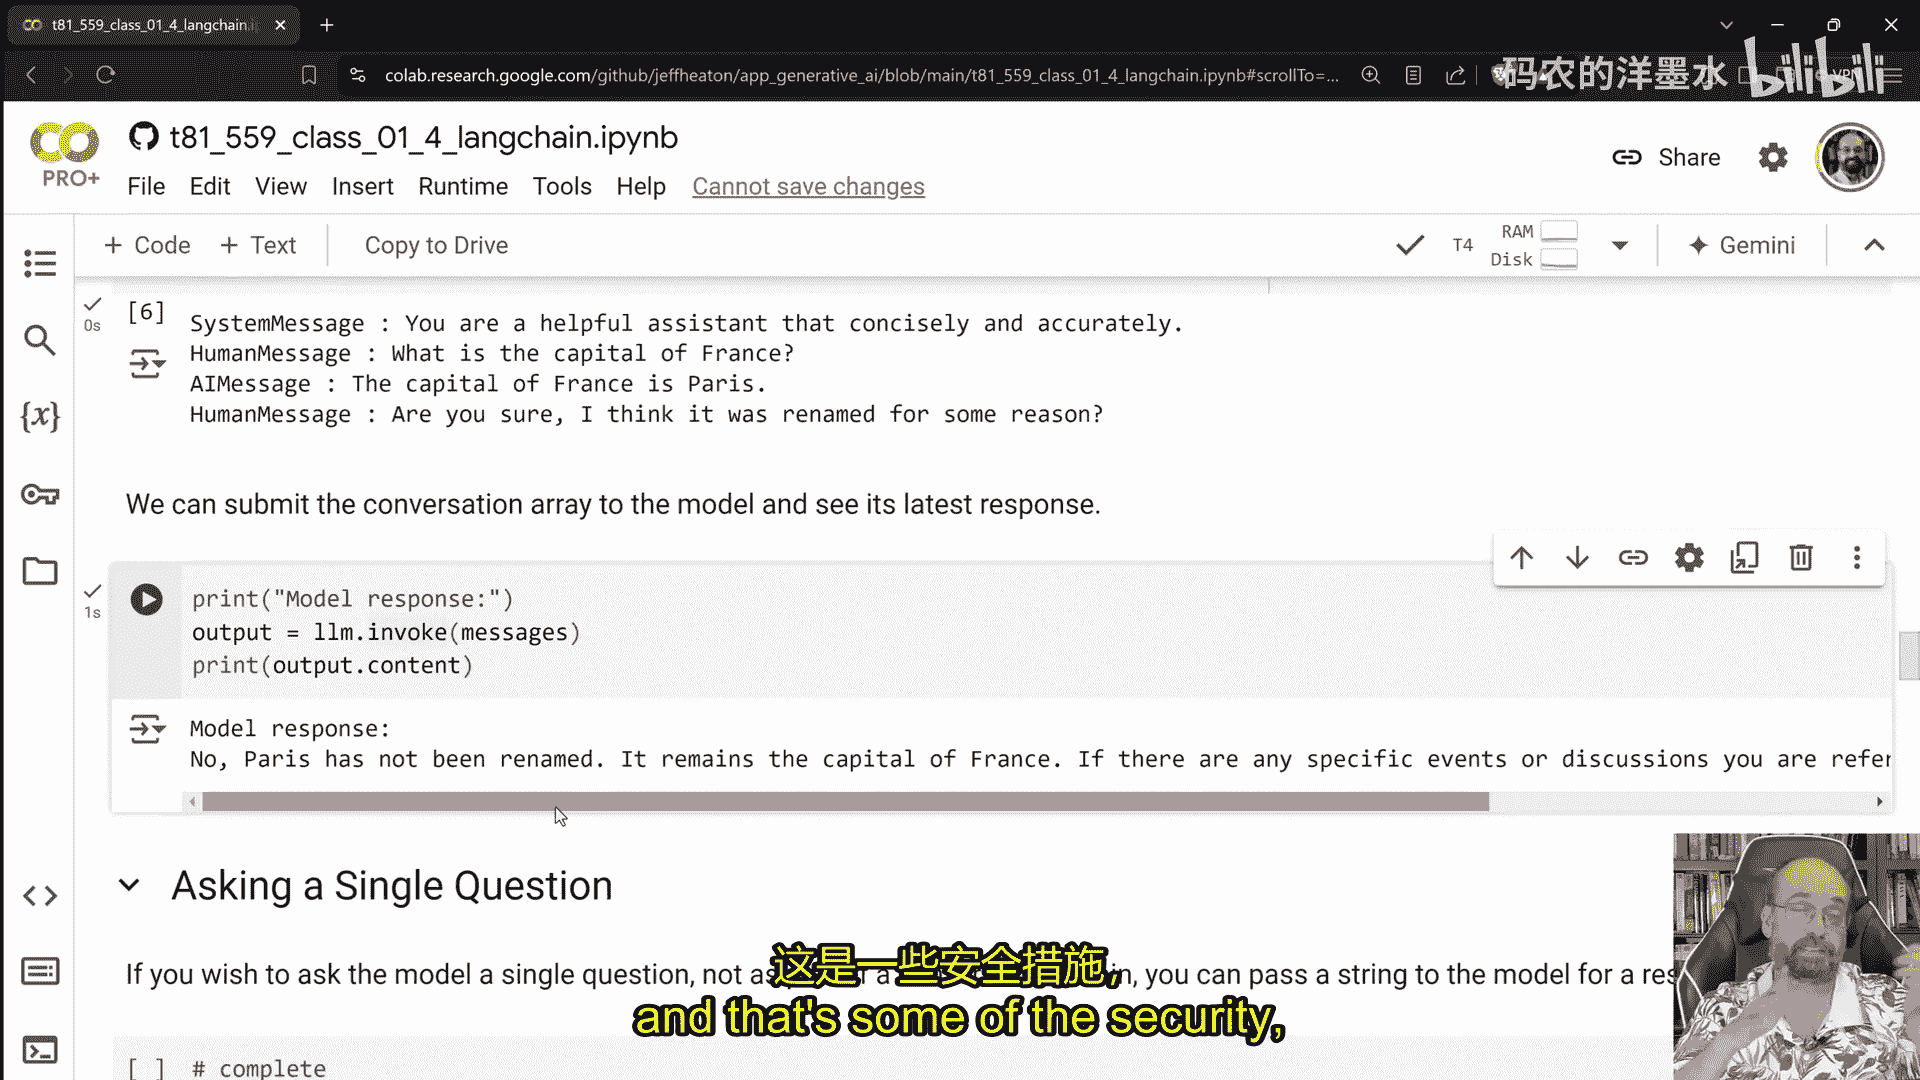 t81_559_class_01_4_langchain.i
colab.research.google.com/github/jeffheaton/app_generative_ai/blob/main/t81_559_class_01_4_langchain.ipynb#scrollTo=...
码农的洋墨水 bilibili
VPN
PRO+
t81_559_class_01_4_langchain.ipynb
File Edit View Insert Runtime Tools Help Cannot save changes
Share
+ Code + Text Copy to Drive
T4 RAM Disk
Gemini
0s
[6]
SystemMessage : You are a helpful assistant that concisely and accurately.
HumanMessage : What is the capital of France?
AIMessage : The capital of France is Paris.
HumanMessage : Are you sure, I think it was renamed for some reason?
We can submit the conversation array to the model and see its latest response.
1s
print("Model response:")
output = llm.invoke(messages)
print(output.content)
Model response:
No, Paris has not been renamed. It remains the capital of France. If there are any specific events or discussions you are refer
Asking a Single Question
If you wish to ask the model a single question, not as a you can pass a string to the model for a res
这是一些安全措施,
and that's some of the security,
[ ] # complete